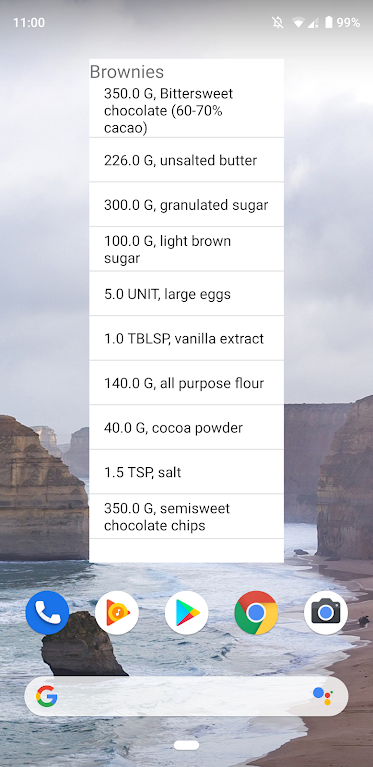 11:00
99%
Brownies
350.0 G, Bittersweet
chocolate (60-70%
cacao)
226.0 G, unsalted butter
300.0 G, granulated sugar
100.0 G, light brown
sugar
5.0 UNIT, large eggs
1.0 TBLSP, vanilla extract
140.0 G, all purpose flour
40.0 G, cocoa powder
1.5 TSP, salt
350.0 G, semisweet
chocolate chips
G